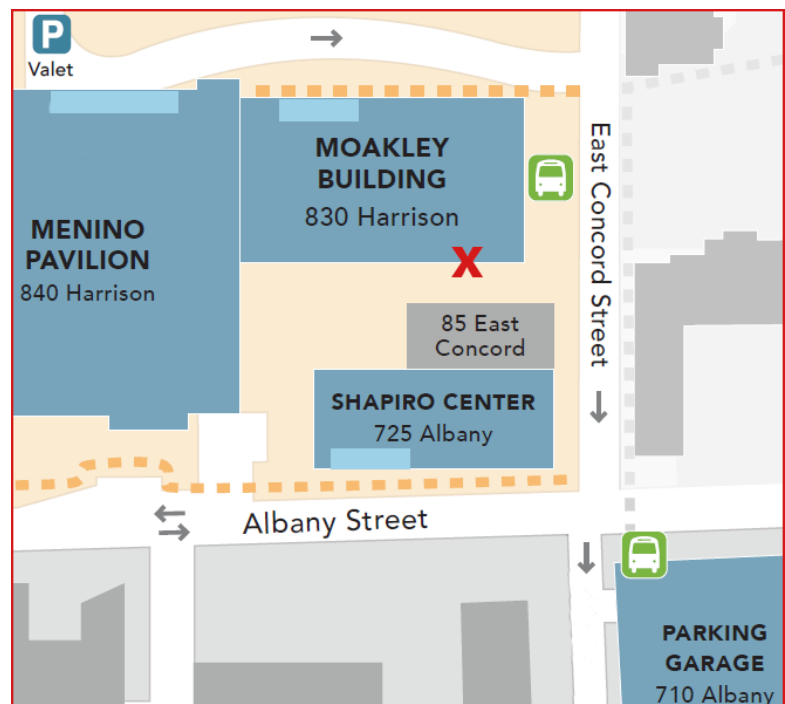 P
Valet
MOAKLEY
BUILDING
830 Harrison
MENINO
PAVILION
840 Harrison
East Concord Street
X
85 East
Concord
SHAPIRO CENTER
725 Albany
Albany Street
PARKING
GARAGE
710 Albany